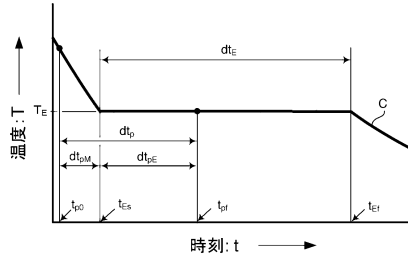 dt_E
C
T_E
dt_p
dt_pM
dt_pE
t_p0
t_Es
t_pf
t_Ef
温度: T
時刻: t